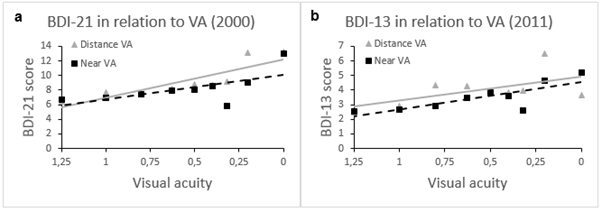 a
BDI-21 in relation to VA (2000)
BDI-21 score
14
12
10
8
6
4
2
0
Distance VA
Near VA
1,25 1 0,75 0,5 0,25 0
Visual acuity
b
BDI-13 in relation to VA (2011)
BDI-13 score
7
6
5
4
3
2
1
0
Distance VA
Near VA
1,25 1 0,75 0,5 0,25 0
Visual acuity